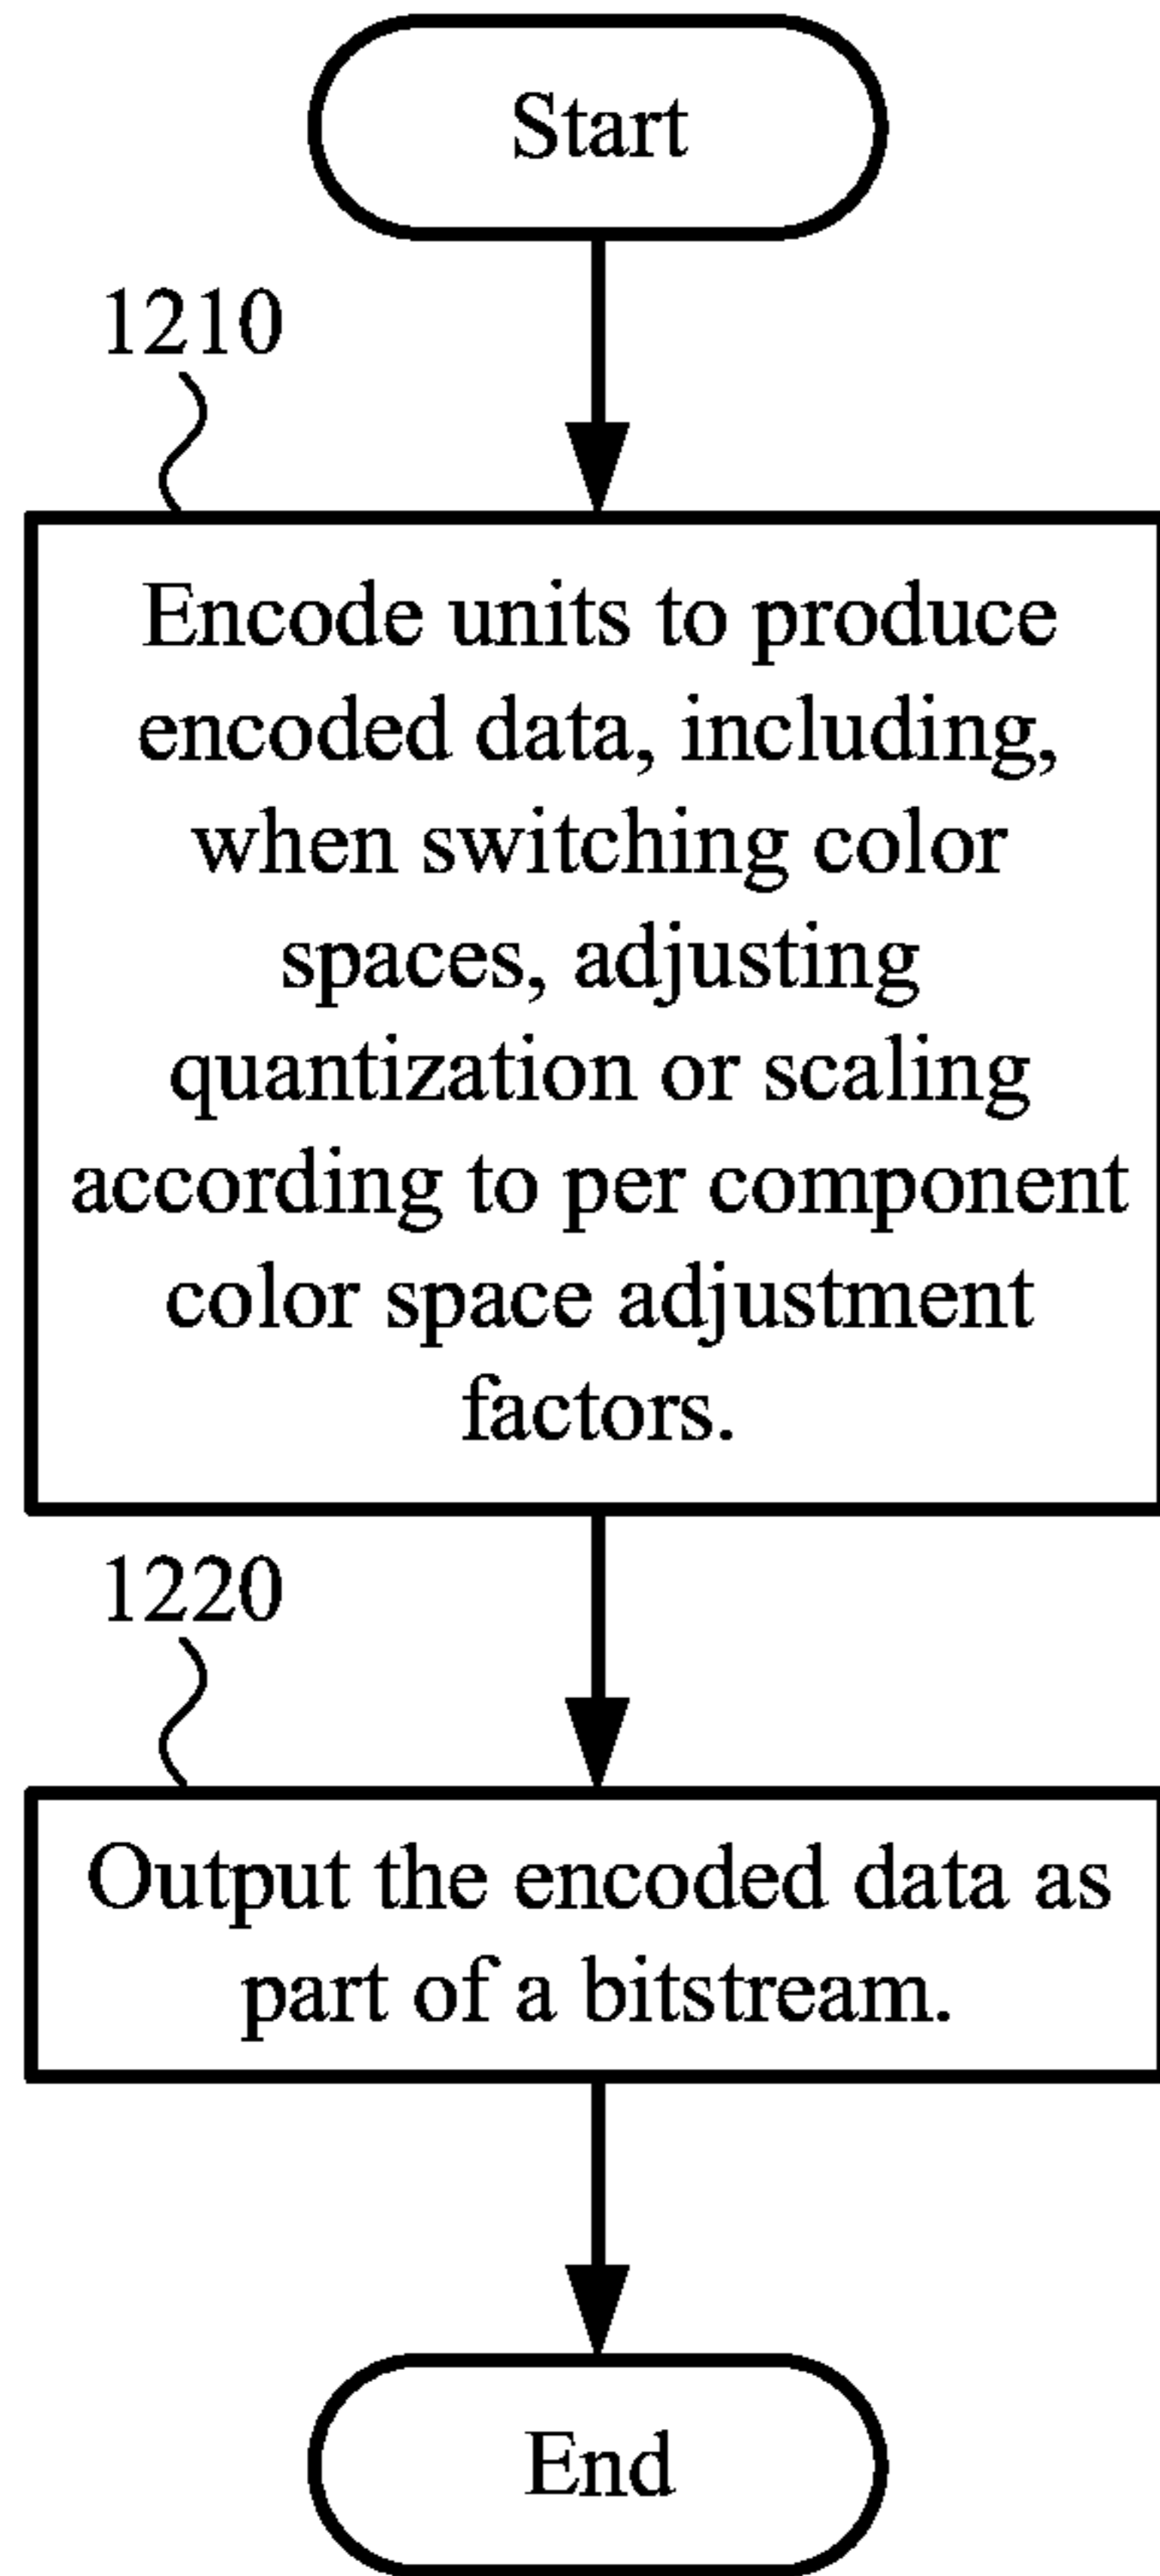 Start
1210
Encode units to produce
encoded data, including,
when switching color
spaces, adjusting
quantization or scaling
according to per component
color space adjustment
factors.
1220
Output the encoded data as
part of a bitstream.
End